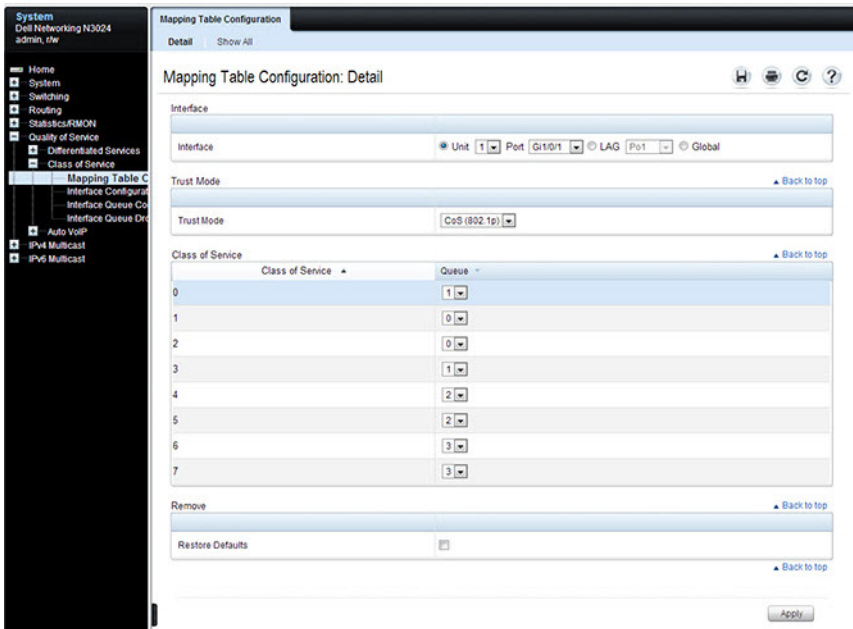 System
Dell Networking N3024
admin, r/w
Home
System
Switching
Routing
Statistics/RMON
Quality of Service
Differentiated Services
Class of Service
Mapping Table C
Interface Configurat
Interface Queue Co
Interface Queue Dro
Auto VoIP
IPv4 Multicast
IPv6 Multicast
Mapping Table Configuration
Detail Show All
Mapping Table Configuration: Detail
Interface
Interface Unit 1 Port Gi1/0/1 LAG Po1 Global
Trust Mode Back to top
Trust Mode CoS (802.1p)
Class of Service Back to top
Class of Service Queue
0 1
1 0
2 0
3 1
4 2
5 2
6 3
7 3
Remove Back to top
Restore Defaults
Back to top
Apply